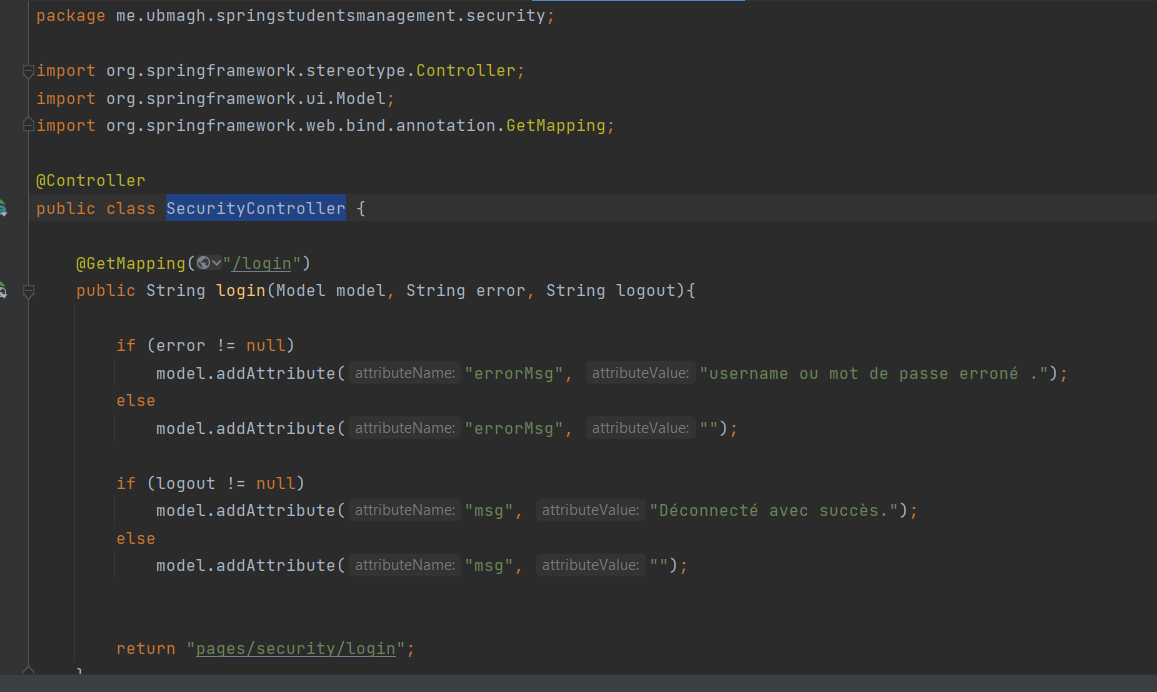 package me.ubmagh.springstudentsmanagement.security;
import org.springframework.stereotype.Controller;
import org.springframework.ui.Model;
import org.springframework.web.bind.annotation.GetMapping;
@Controller
public class SecurityController {
@GetMapping("/login")
public String login(Model model, String error, String logout){
if (error != null)
model.addAttribute( attributeName: "errorMsg", attributeValue: "username ou mot de passe erroné .");
else
model.addAttribute( attributeName: "errorMsg", attributeValue: "");
if (logout != null)
model.addAttribute( attributeName: "msg", attributeValue: "Déconnecté avec succès.");
else
model.addAttribute( attributeName: "msg", attributeValue: "");
return "pages/security/login";
}